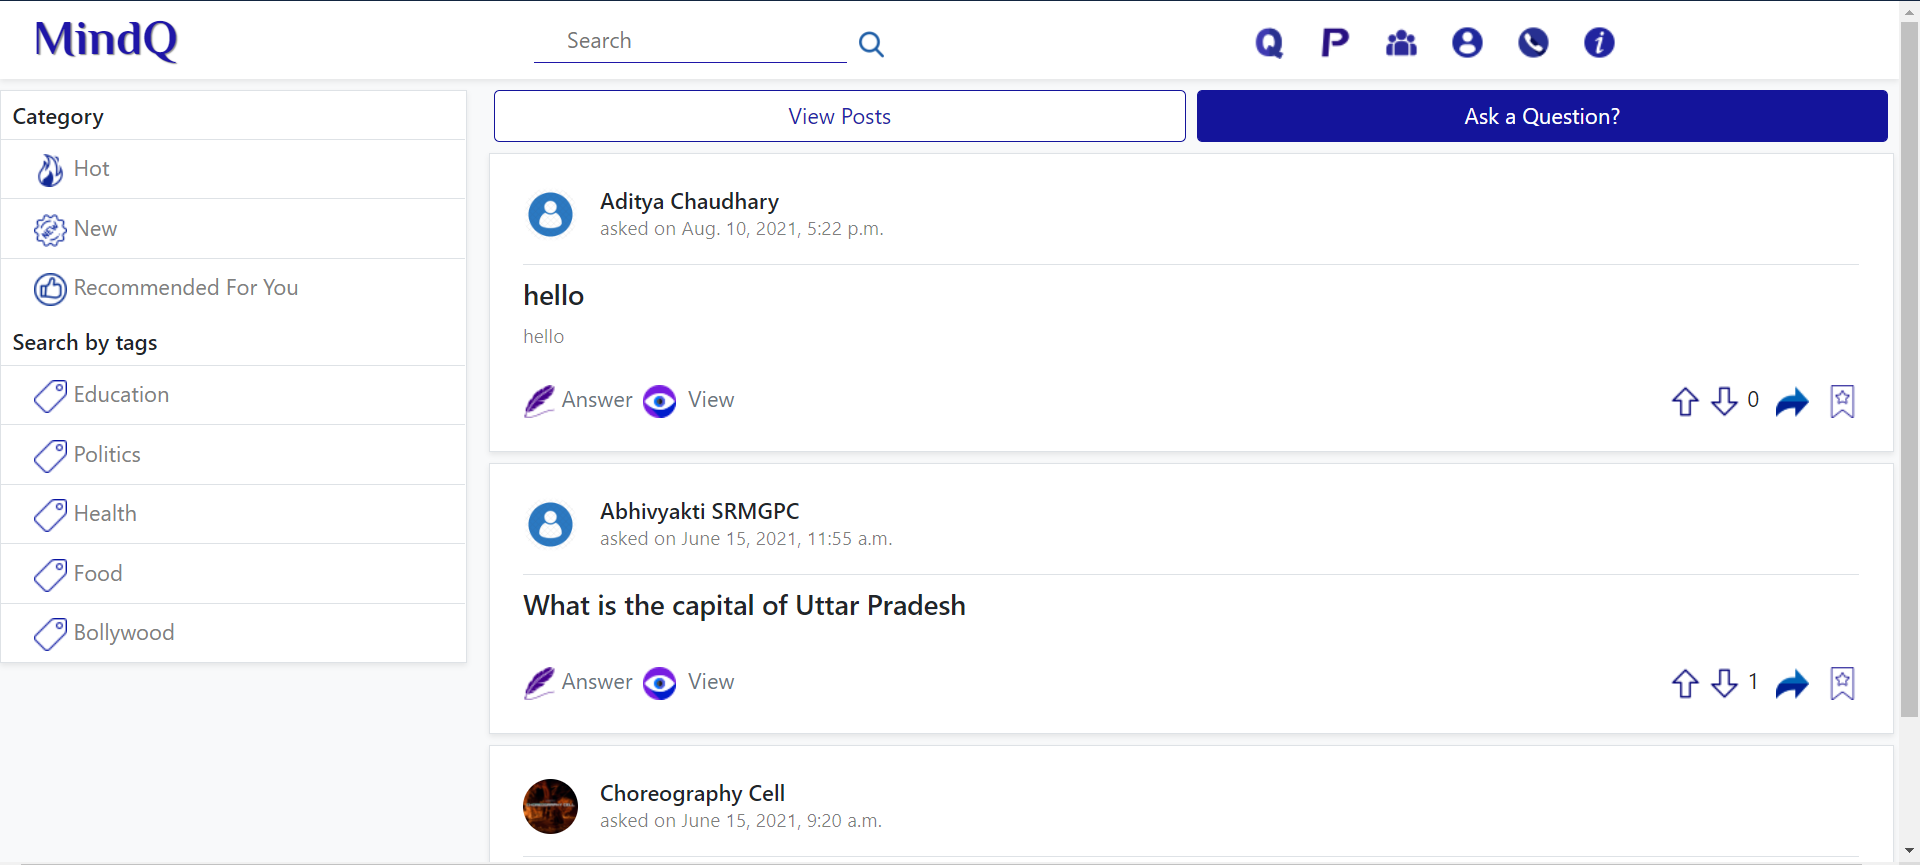 MindQ
Search
Q P
Category
Hot
New
Recommended For You
Search by tags
Education
Politics
Health
Food
Bollywood
View Posts
Ask a Question?
Aditya Chaudhary
asked on Aug. 10, 2021, 5:22 p.m.
hello
hello
Answer View
0
Abhivyakti SRMGPC
asked on June 15, 2021, 11:55 a.m.
What is the capital of Uttar Pradesh
Answer View
1
Choreography Cell
asked on June 15, 2021, 9:20 a.m.